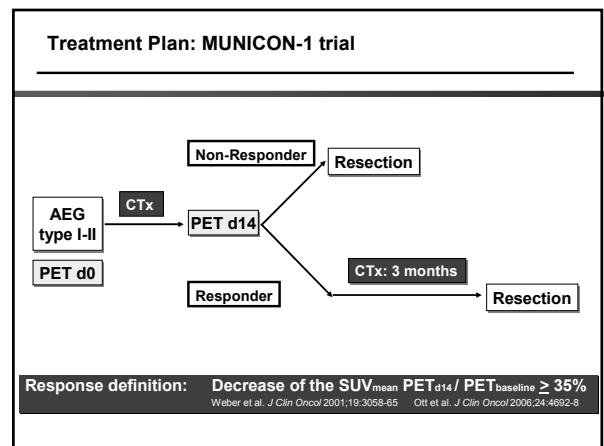 Treatment Plan: MUNICON-1 trial
Non-Responder
Resection
CTx
AEG
type I-II
PET d14
PET d0
CTx: 3 months
Responder
Resection
Response definition: Decrease of the SUVmean PETd14 / PETbaseline ≥ 35%
Weber et al. J Clin Oncol 2001;19:3058-65 Ott et al. J Clin Oncol 2006;24:4692-8